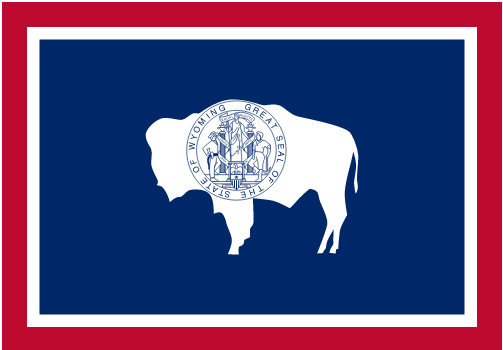 GREAT SEAL OF THE STATE OF WYOMING